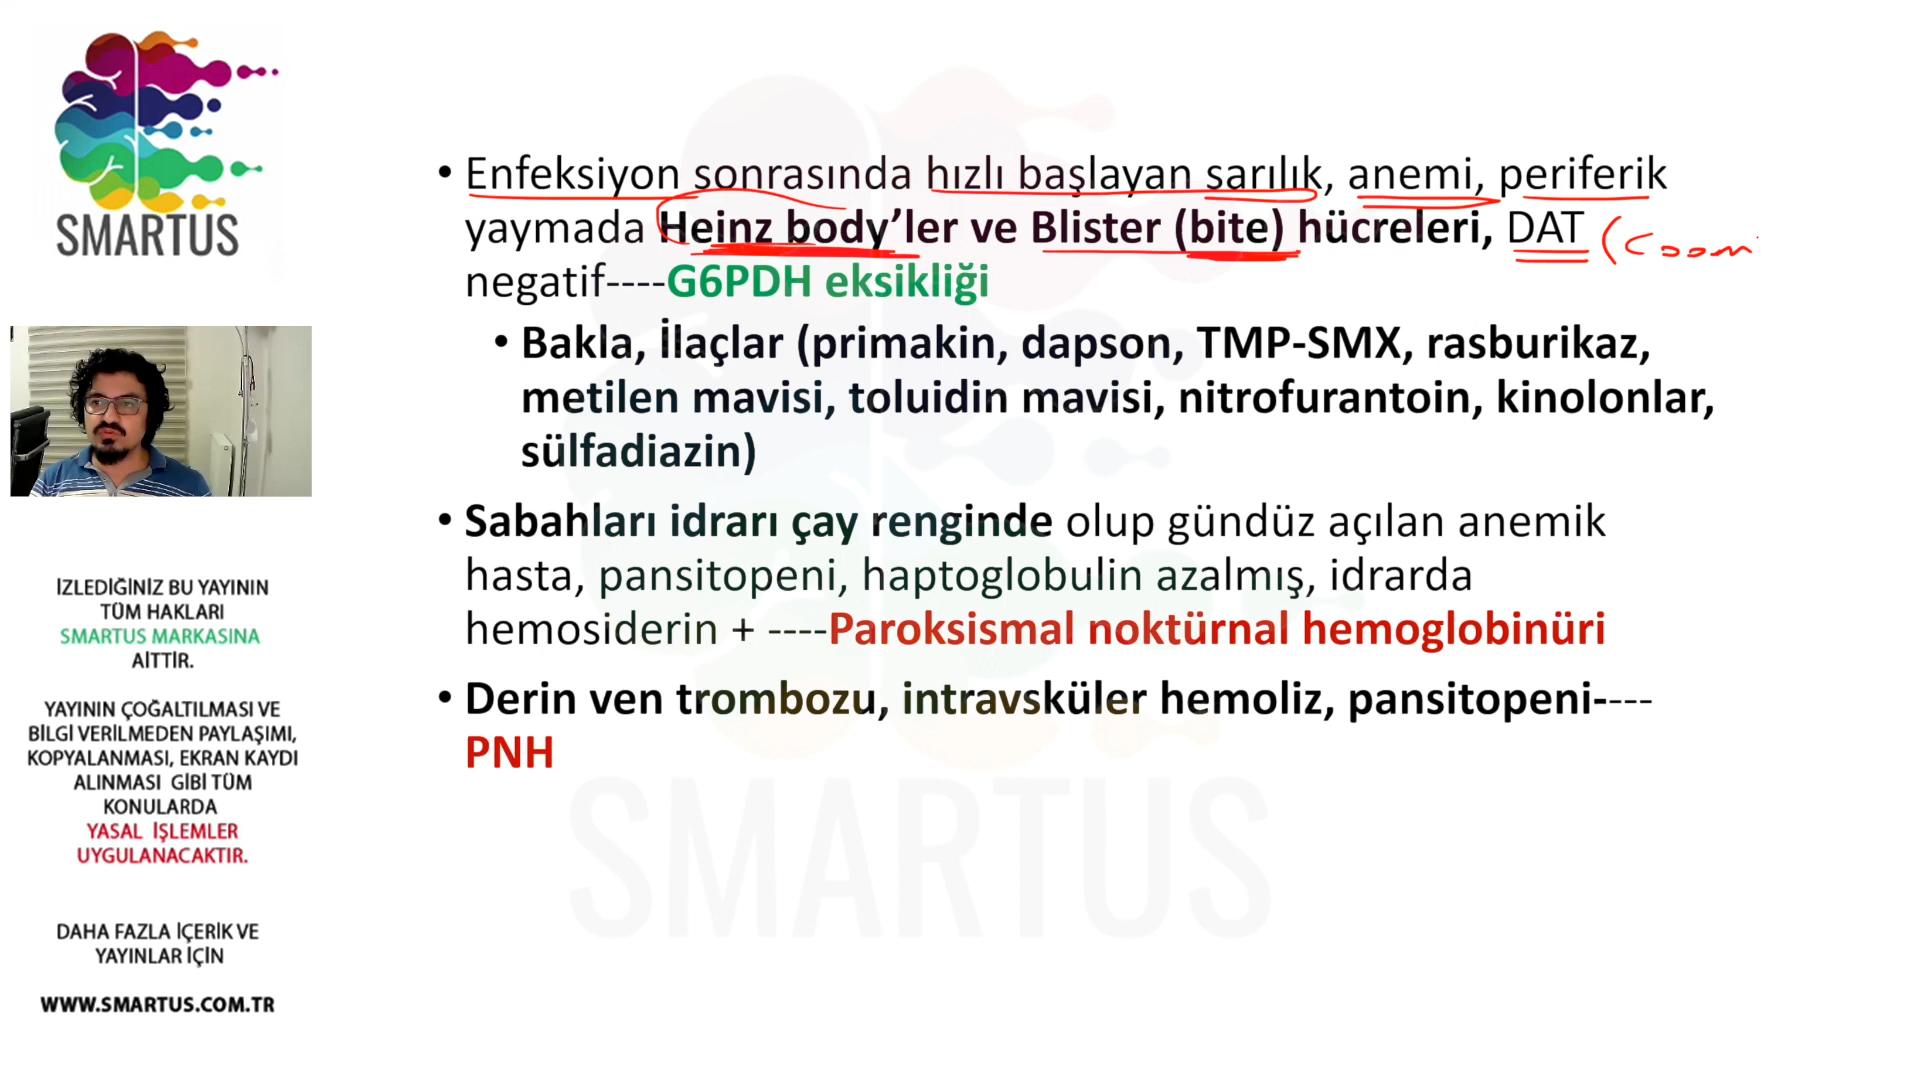 SMARTUS
• Enfeksiyon sonrasında hızlı başlayan sarılık, anemi, periferik
yaymada Heinz body'ler ve Blister (bite) hücreleri, DAT (Coom
negatif----G6PDH eksikliği
• Bakla, İlaçlar (primakin, dapson, TMP-SMX, rasburikaz,
metilen mavisi, toluidin mavisi, nitrofurantoin, kinolonlar,
sülfadiazin)
• Sabahları idrarı çay renginde olup gündüz açılan anemik
hasta, pansitopeni, haptoglobulin azalmış, idrarda
hemosiderin + ----Paroksismal noktürnal hemoglobinüri
• Derin ven trombozu, intravsküler hemoliz, pansitopeni-----
PNH
SMARTUS
İZLEDİĞİNİZ BU YAYININ
TÜM HAKLARI
SMARTUS MARKASINA
AİTTİR.
YAYININ ÇOĞALTILMASI VE
BİLGİ VERİLMEDEN PAYLAŞIMI,
KOPYALANMASI, EKRAN KAYDI
ALINMASI GİBİ TÜM
KONULARDA
YASAL İŞLEMLER
UYGULANACAKTIR.
DAHA FAZLA İÇERİK VE
YAYINLAR İÇİN
WWW.SMARTUS.COM.TR